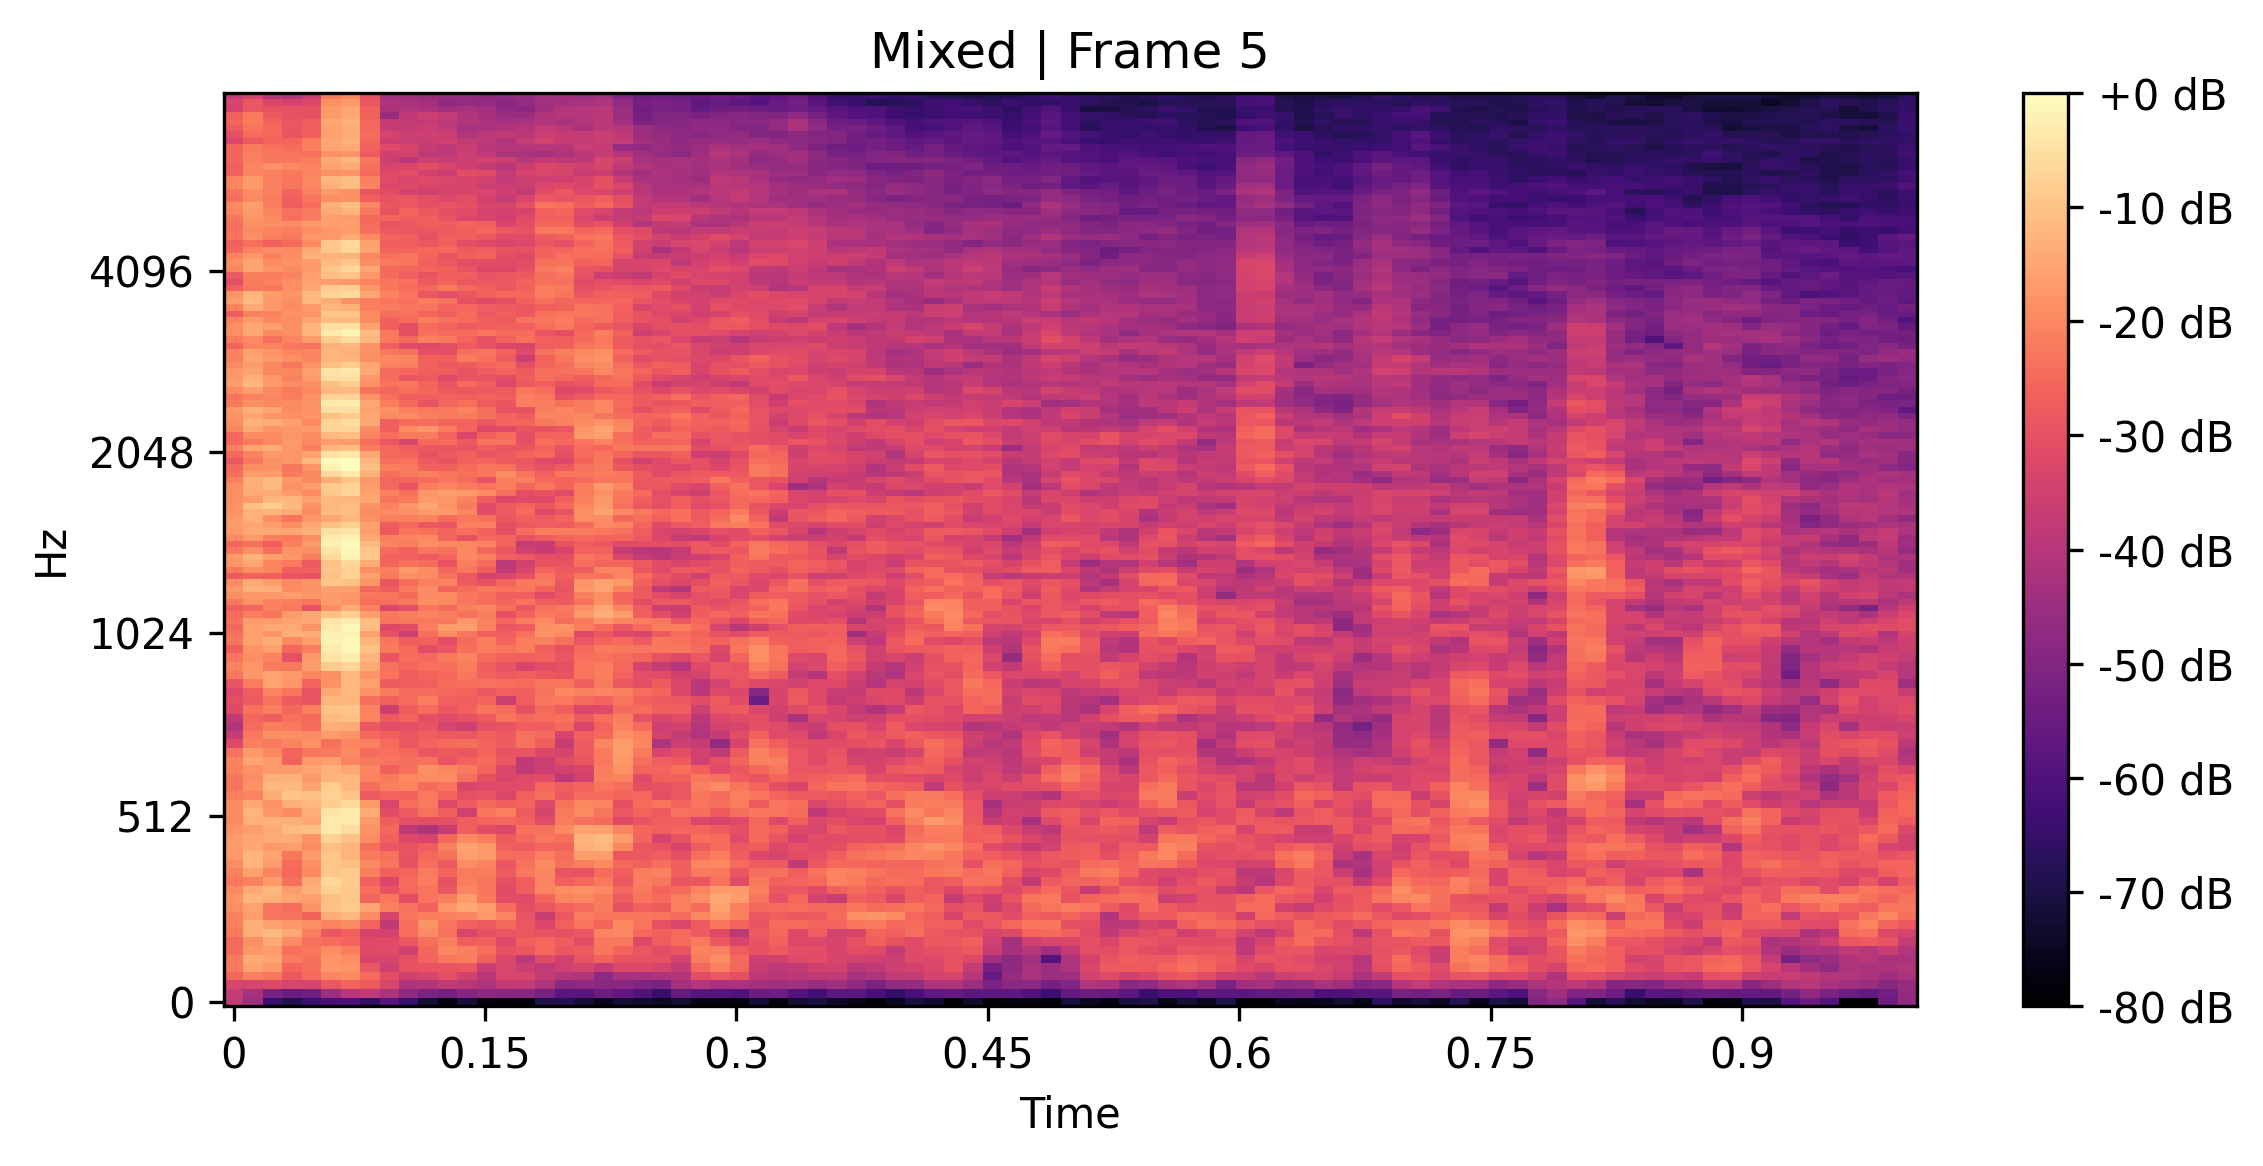 Mixed | Frame 5
+0 dB
-10 dB
-20 dB
-30 dB
-40 dB
-50 dB
-60 dB
-70 dB
-80 dB
Hz
4096
2048
1024
512
0
0 0.15 0.3 0.45 0.6 0.75 0.9
Time